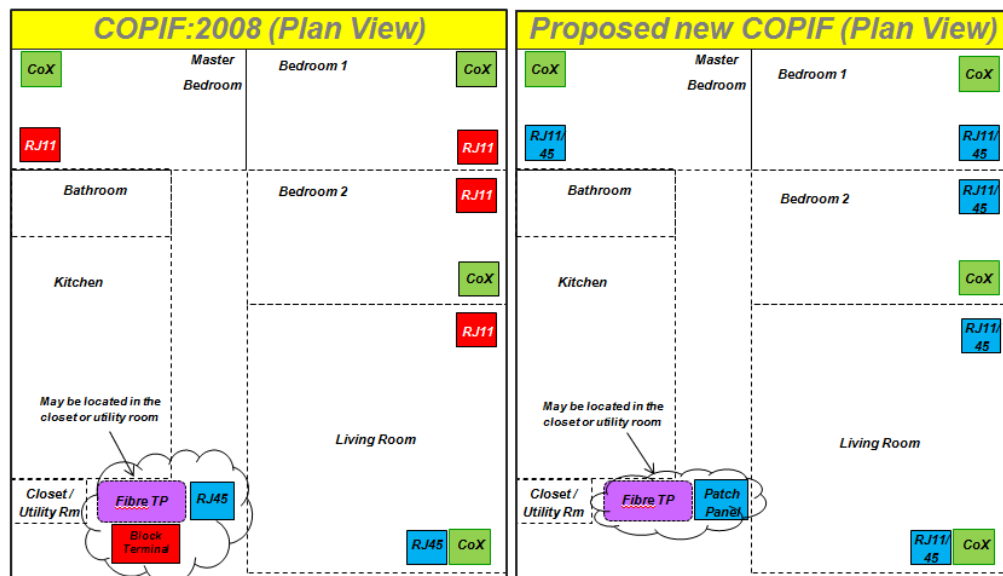 COPIF:2008 (Plan View)
CoX
Master
Bedroom
Bedroom 1
CoX
RJ11
RJ11
Bathroom
Bedroom 2
RJ11
Kitchen
CoX
RJ11
May be located in the
closet or utility room
Living Room
Closet /
Utility Rm
Fibre TP
RJ45
Block
Terminal
RJ45
CoX
Proposed new COPIF (Plan View)
CoX
Master
Bedroom
Bedroom 1
CoX
RJ11/
45
RJ11/
45
Bathroom
Bedroom 2
RJ11/
45
Kitchen
CoX
RJ11/
45
May be located in the
closet or utility room
Living Room
Closet /
Utility Rm
Fibre TP
Patch
Panel
RJ11/
45
CoX